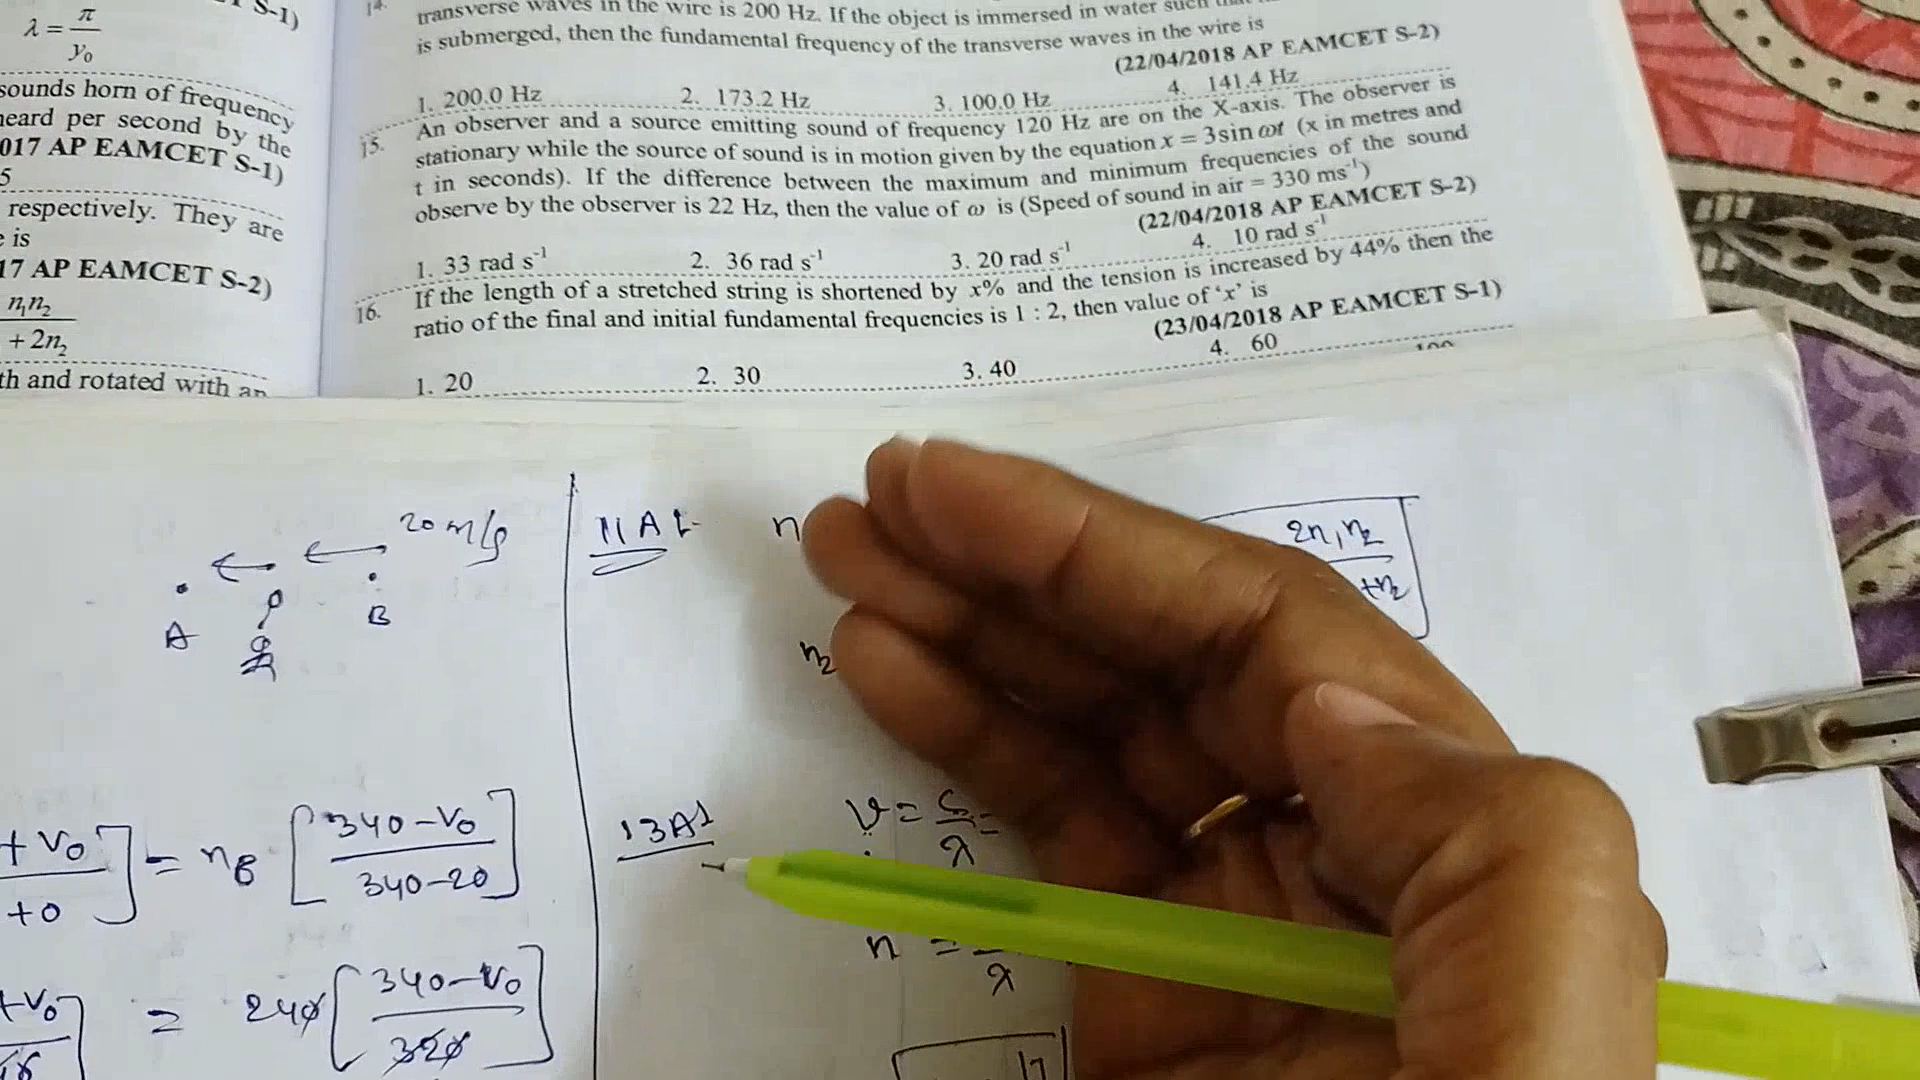 S-1)
λ = π
y₀
sounds horn of frequency
heard per second by the
017 AP EAMCET S-1)
5
respectively. They are
e is
17 AP EAMCET S-2)
n₁n₂
+ 2n₂
th and rotated with an
14.
transverse waves in the wire is 200 Hz. If the object is immersed in water such
is submerged, then the fundamental frequency of the transverse waves in the wire is
(22/04/2018 AP EAMCET S-2)
1. 200.0 Hz 2. 173.2 Hz 3. 100.0 Hz 4. 141.4 Hz
15. An observer and a source emitting sound of frequency 120 Hz are on the X-axis. The observer is
stationary while the source of sound is in motion given by the equation x = 3sin ωt (x in metres and
t in seconds). If the difference between the maximum and minimum frequencies of the sound
observe by the observer is 22 Hz, then the value of ω is (Speed of sound in air = 330 ms⁻¹)
(22/04/2018 AP EAMCET S-2)
1. 33 rad s⁻¹ 2. 36 rad s⁻¹ 3. 20 rad s⁻¹ 4. 10 rad s⁻¹
16. If the length of a stretched string is shortened by x% and the tension is increased by 44% then the
ratio of the final and initial fundamental frequencies is 1 : 2, then value of ‘x’ is
(23/04/2018 AP EAMCET S-1)
1. 20 2. 30 3. 40 4. 60
20 m/s
A
B
+ V₀
+0
= n_B [340-V₀
340-20]
+V₀
= 240 [340-V₀
320]
11A
n
2n₁n₂
+n₂
n₂
13A
n =
λ
17